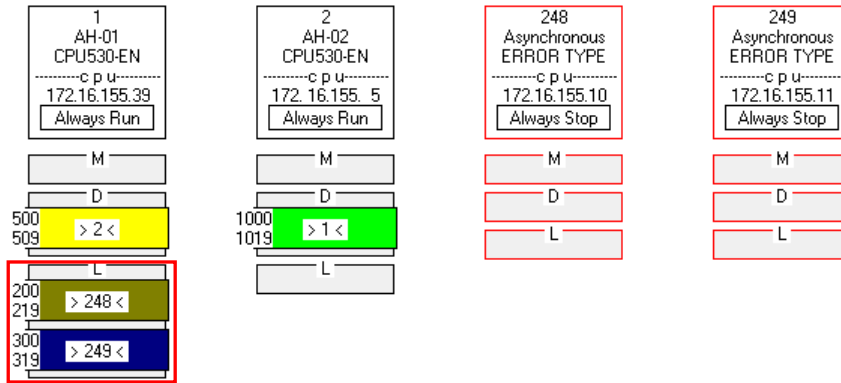 1
AH-01
CPU530-EN
--------c p u--------
172.16.155.39
Always Run
M
D
500
509
> 2 <
L
200
219
> 248 <
300
319
> 249 <
2
AH-02
CPU530-EN
--------c p u--------
172. 16.155. 5
Always Run
M
D
1000
1019
> 1 <
L
248
Asynchronous
ERROR TYPE
--------c p u--------
172.16.155.10
Always Stop
M
D
L
249
Asynchronous
ERROR TYPE
--------c p u--------
172.16.155.11
Always Stop
M
D
L